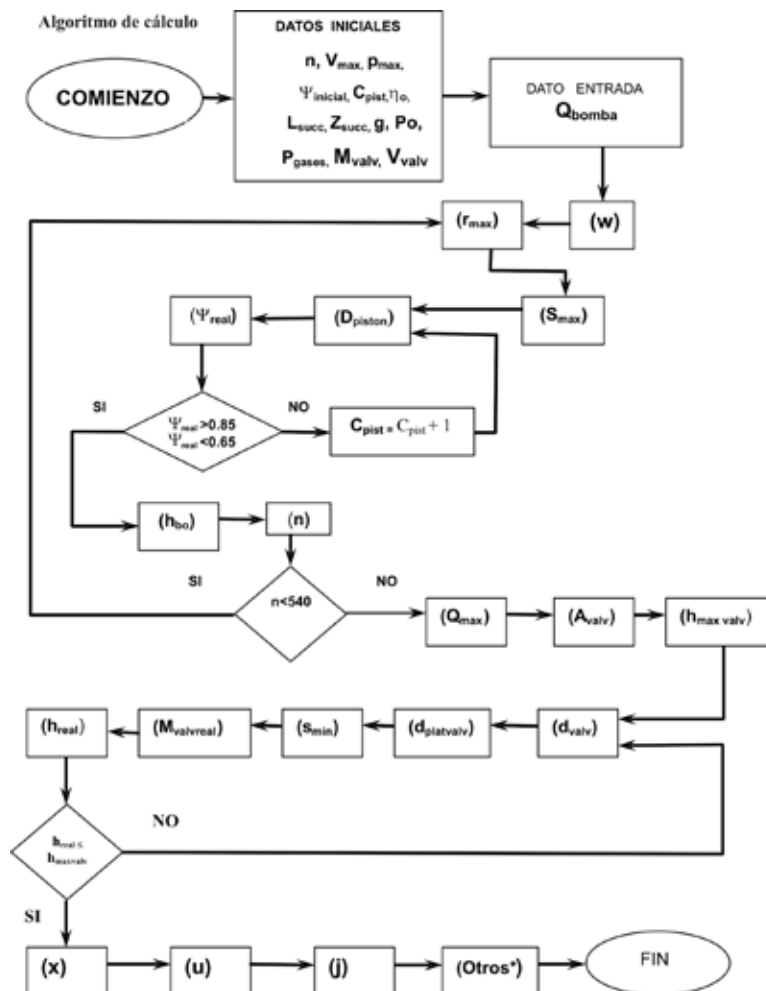 Algoritmo de cálculo
DATOS INICIALES
n, Vmax, pmax,
Ψinicial, Cpist, ηo,
Lsucc, Zsucc, g, Po,
Pgases, Mvalv, Vvalv
COMIENZO
DATO ENTRADA
Qbomba
(rmax)
(w)
(Ψreal)
(Dpiston)
(Smax)
SI
Ψreal >0.85
Ψreal <0.65
NO
Cpist = Cpist + 1
(hbo)
(n)
SI
n<540
NO
(Qmax)
(Avalv)
(hmax valv)
(hreal)
(Mvalvreal)
(smin)
(dplatvalv)
(dvalv)
NO
hreal ≤
hmaxvalv
SI
(x)
(u)
(j)
(Otros*)
FIN